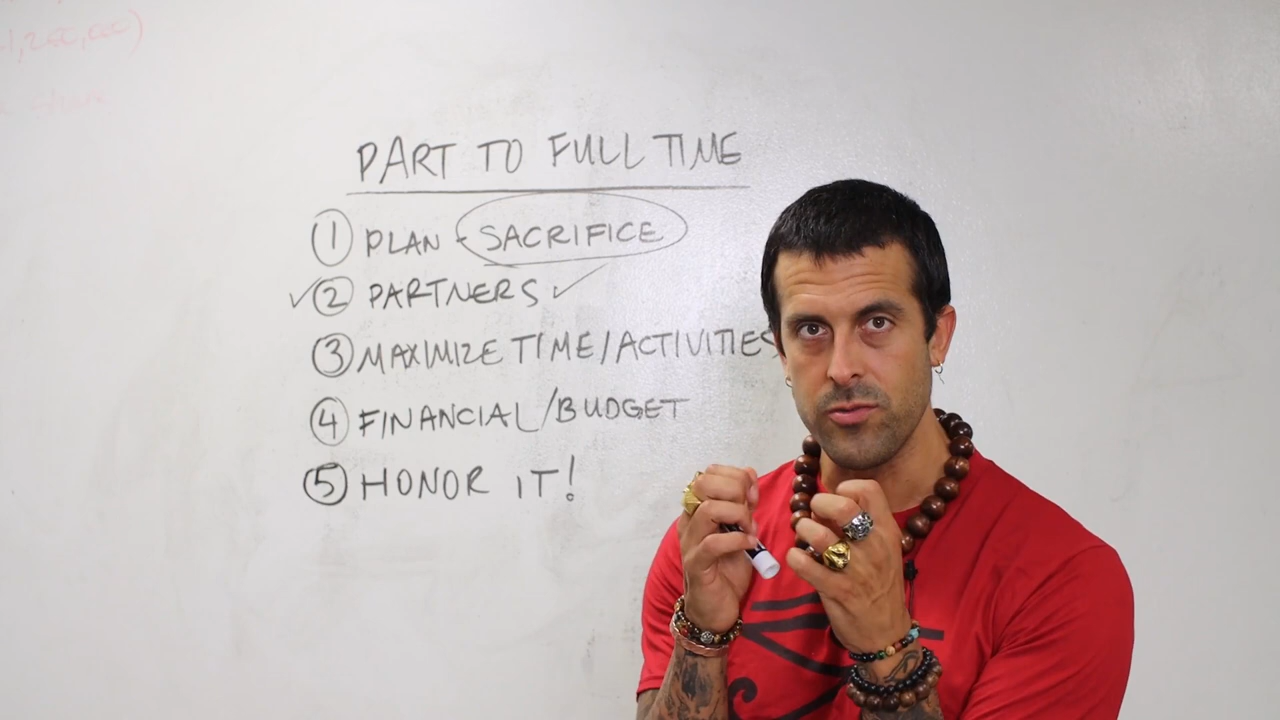 PART TO FULL TIME
① PLAN - SACRIFICE
✓② PARTNERS ✓
③ MAXIMIZE TIME/ACTIVITIES
④ FINANCIAL/BUDGET
⑤ HONOR IT!